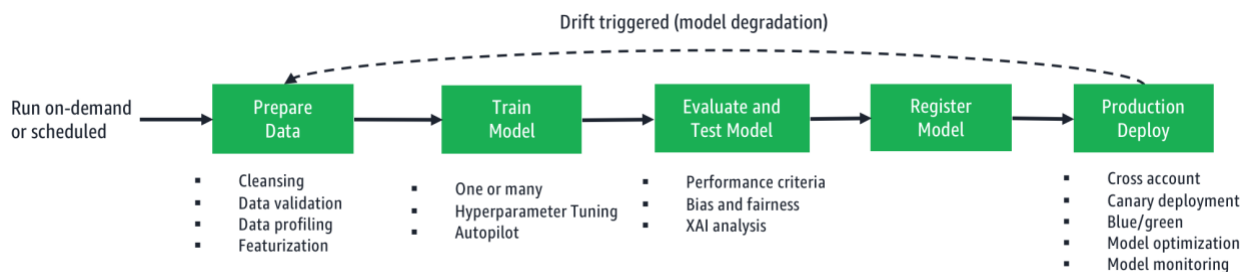 Drift triggered (model degradation)
Run on-demand
or scheduled
Prepare
Data
Train
Model
Evaluate and
Test Model
Register
Model
Production
Deploy
▪ Cleansing
▪ Data validation
▪ Data profiling
▪ Featurization
▪ One or many
▪ Hyperparameter Tuning
▪ Autopilot
▪ Performance criteria
▪ Bias and fairness
▪ XAI analysis
▪ Cross account
▪ Canary deployment
▪ Blue/green
▪ Model optimization
▪ Model monitoring